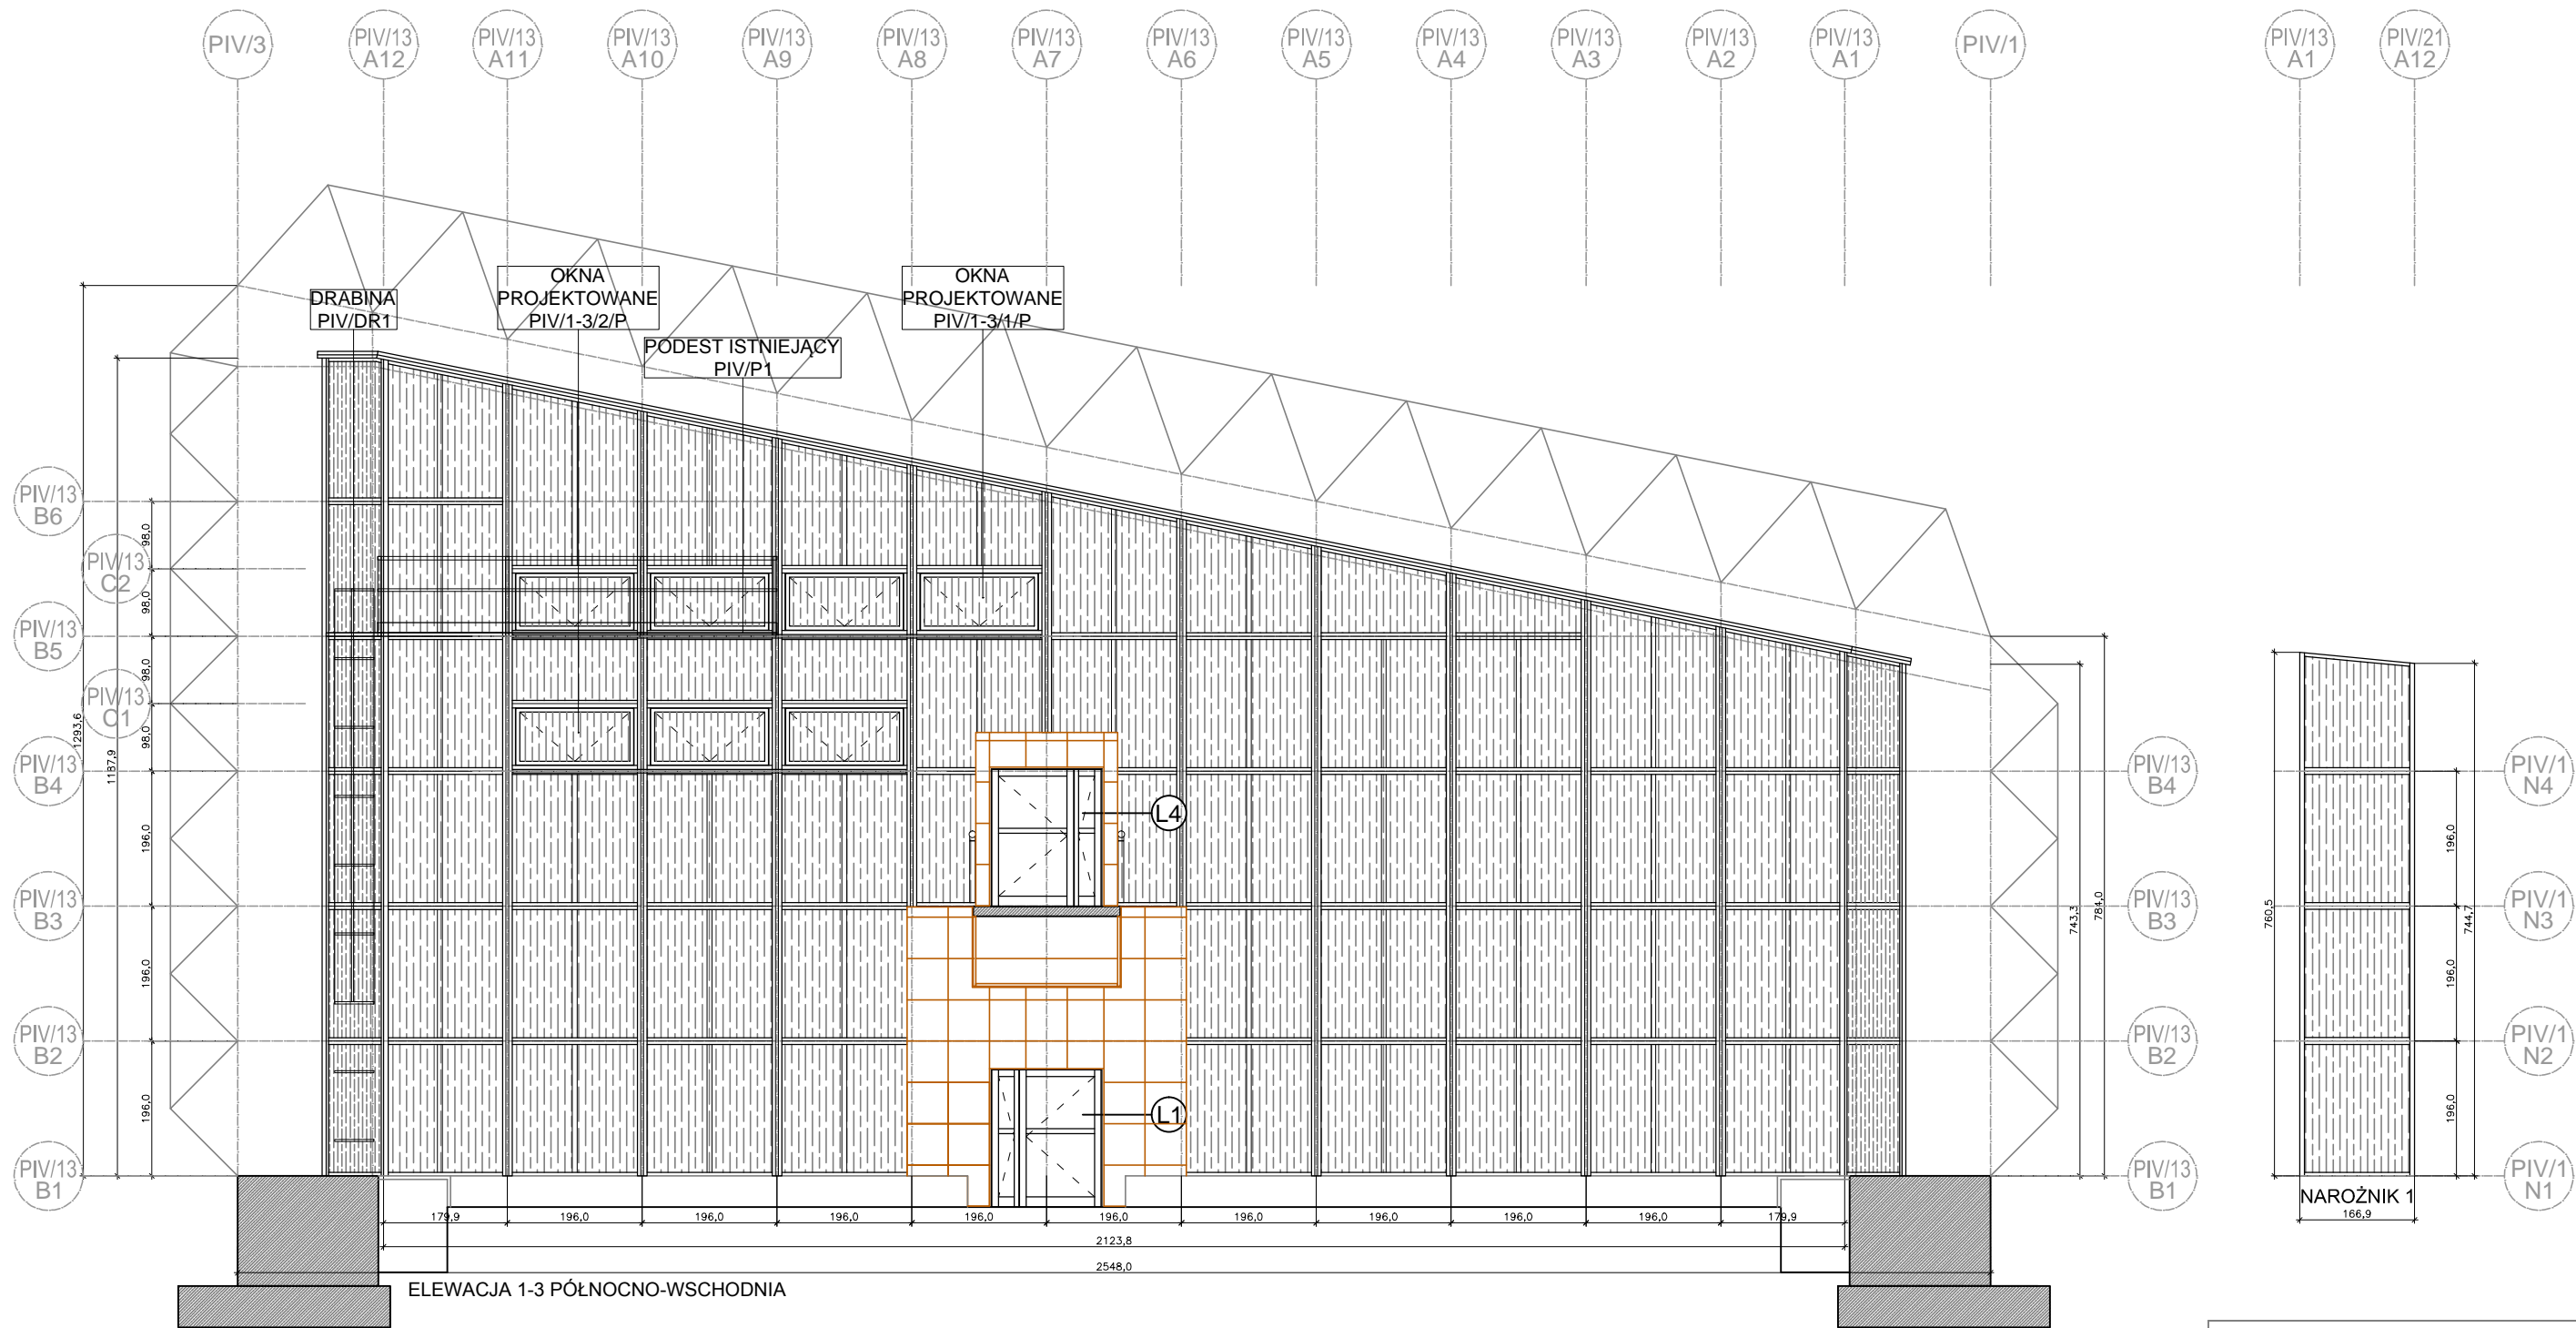 PIV/3
PIV/13
A12
PIV/13
A11
PIV/13
A10
PIV/13
A9
PIV/13
A8
PIV/13
A7
PIV/13
A6
PIV/13
A5
PIV/13
A4
PIV/13
A3
PIV/13
A2
PIV/13
A1
PIV/1
PIV/13
A1
PIV/21
A12
DRABINA
PIV/DR1
OKNA
PROJEKTOWANE
PIV/1-3/2/P
PODEST ISTNIEJĄCY
PIV/P1
OKNA
PROJEKTOWANE
PIV/1-3/1/P
PIV/13
B6
PIV/13
C2
PIV/13
B5
PIV/13
C1
PIV/13
B4
PIV/13
B3
PIV/13
B2
PIV/13
B1
1293,6
1187,9
98,0
98,0
98,0
98,0
196,0
196,0
196,0
L4
L1
743,3
784,0
PIV/13
B4
PIV/13
B3
PIV/13
B2
PIV/13
B1
760,5
744,7
196,0
196,0
196,0
PIV/1
N4
PIV/1
N3
PIV/1
N2
PIV/1
N1
NAROŻNIK 1
166,9
179,9
196,0
196,0
196,0
196,0
196,0
196,0
196,0
196,0
196,0
179,9
2123,8
2548,0
ELEWACJA 1-3 PÓŁNOCNO-WSCHODNIA